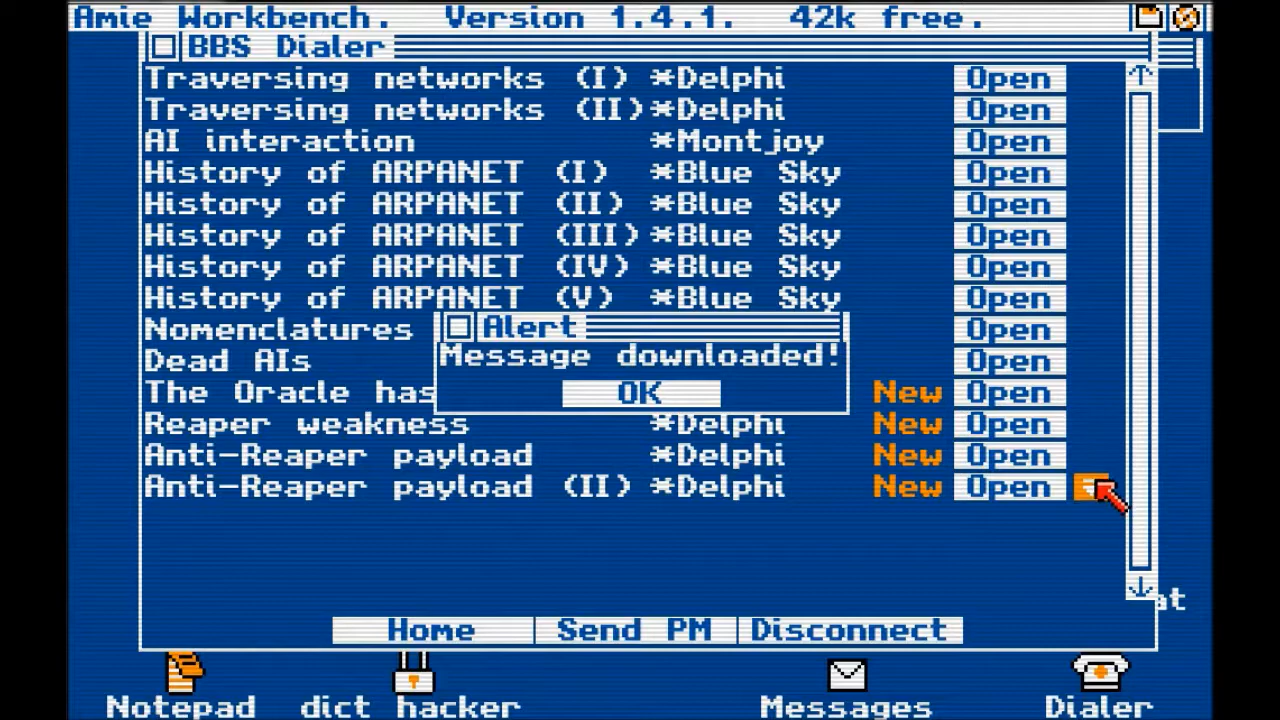 Amie Workbench. Version 1.4.1. 42k free.
BBS Dialer
Traversing networks (I) *Delphi Open
Traversing networks (II) *Delphi Open
AI interaction *Montjoy Open
History of ARPANET (I) *Blue Sky Open
History of ARPANET (II) *Blue Sky Open
History of ARPANET (III) *Blue Sky Open
History of ARPANET (IV) *Blue Sky Open
History of ARPANET (V) *Blue Sky Open
Nomenclatures Open
Dead AIs Open
The Oracle has New Open
Alert
Message downloaded!
OK
Reaper weakness *Delphi New Open
Anti-Reaper payload *Delphi New Open
Anti-Reaper payload (II) *Delphi New Open
Home Send PM Disconnect
Notepad dict hacker Messages Dialer